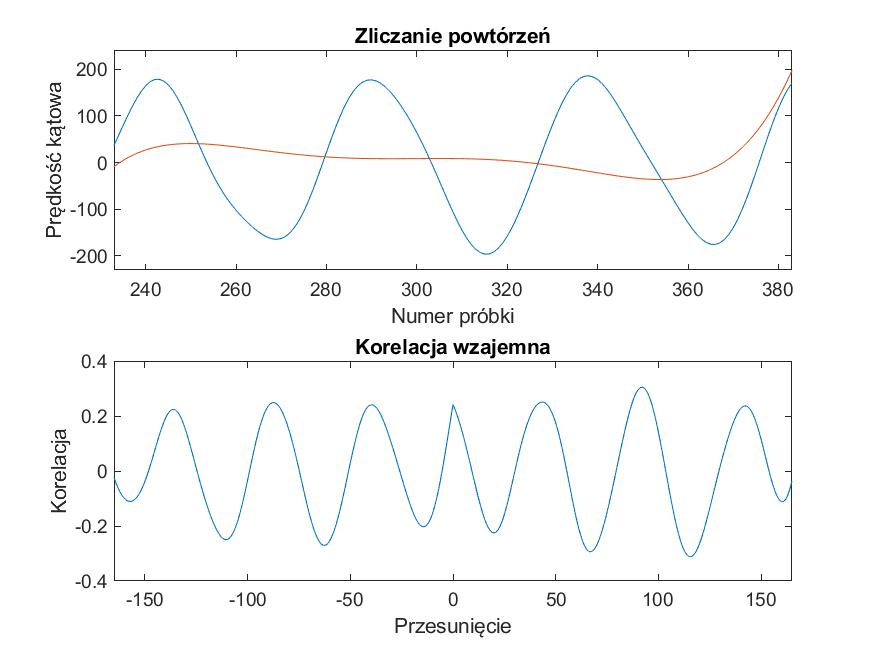 Zliczanie powtórzeń
200
100
0
-100
-200
Prędkość kątowa
240 260 280 300 320 340 360 380
Numer próbki
Korelacja wzajemna
0.4
0.2
0
-0.2
-0.4
Korelacja
-150 -100 -50 0 50 100 150
Przesunięcie